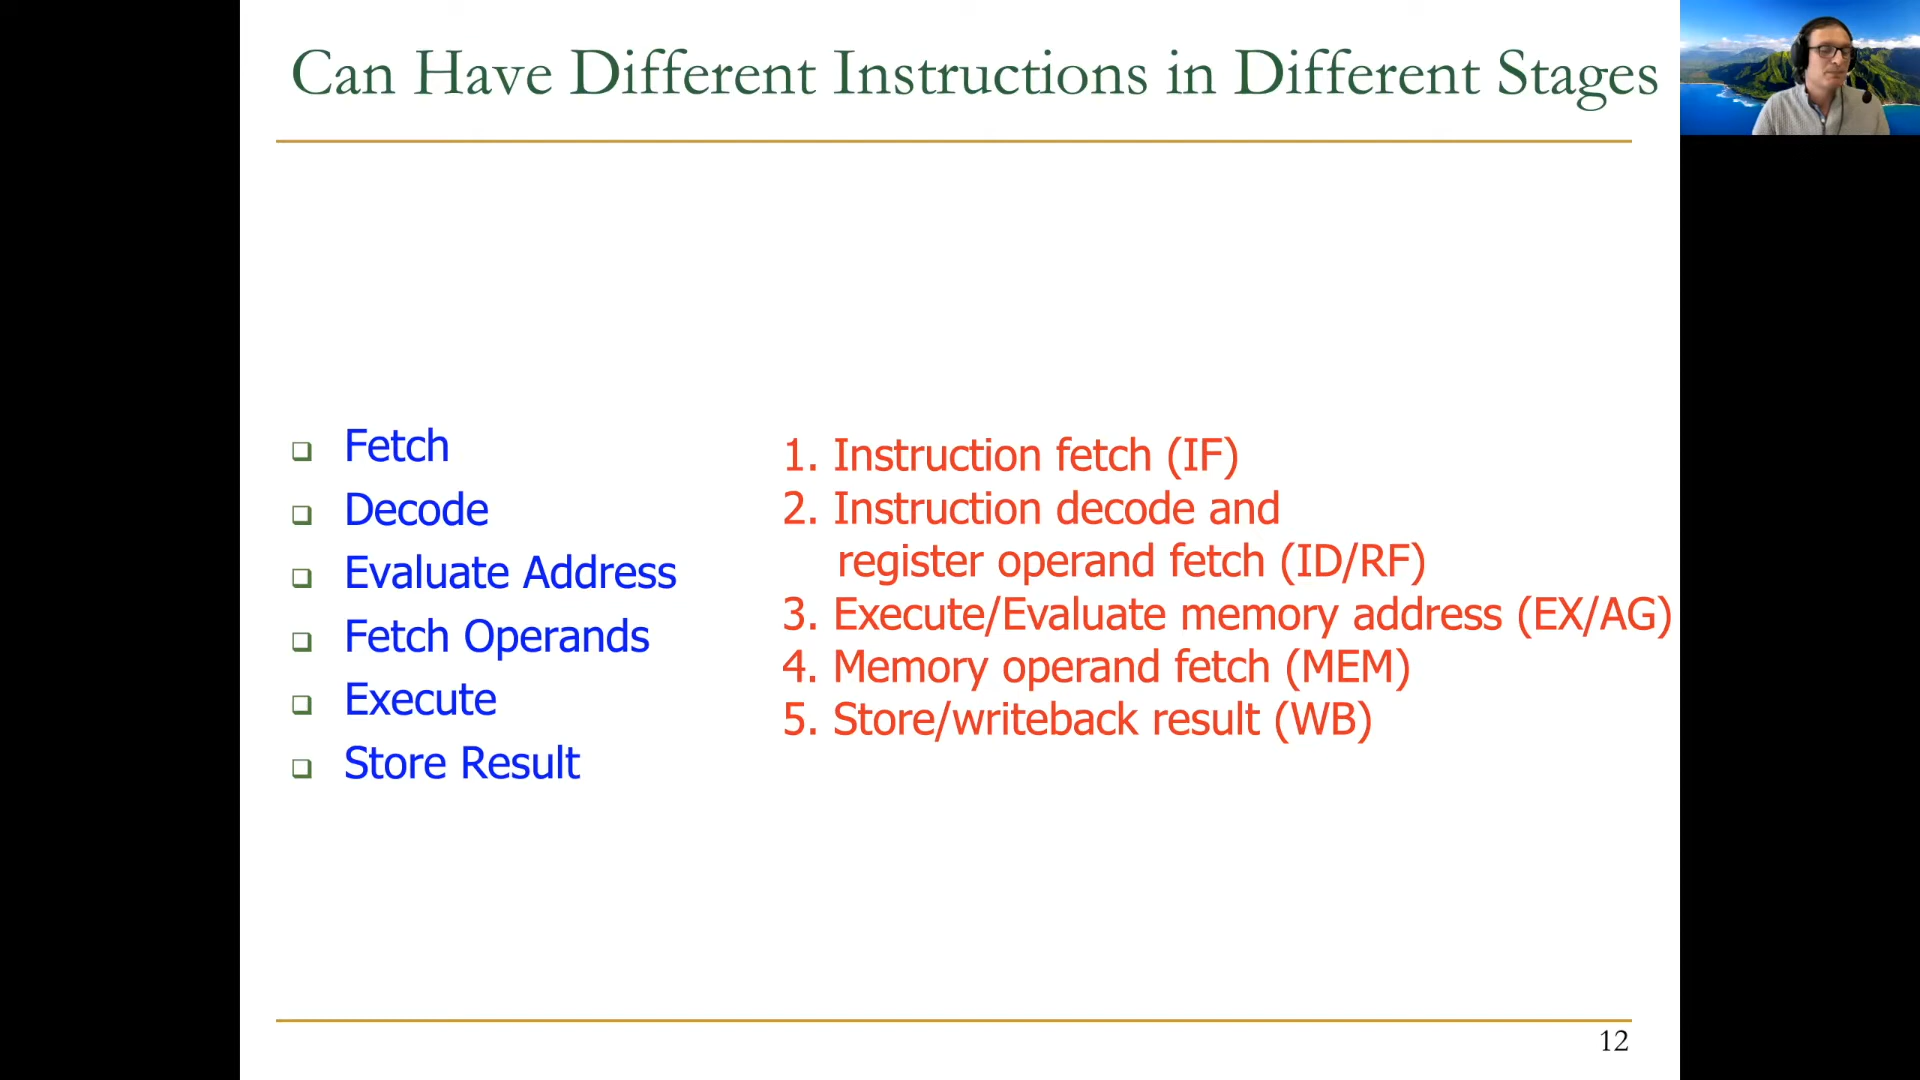 Can Have Different Instructions in Different Stages
Fetch
Decode
Evaluate Address
Fetch Operands
Execute
Store Result
1. Instruction fetch (IF)
2. Instruction decode and
register operand fetch (ID/RF)
3. Execute/Evaluate memory address (EX/AG)
4. Memory operand fetch (MEM)
5. Store/writeback result (WB)
12